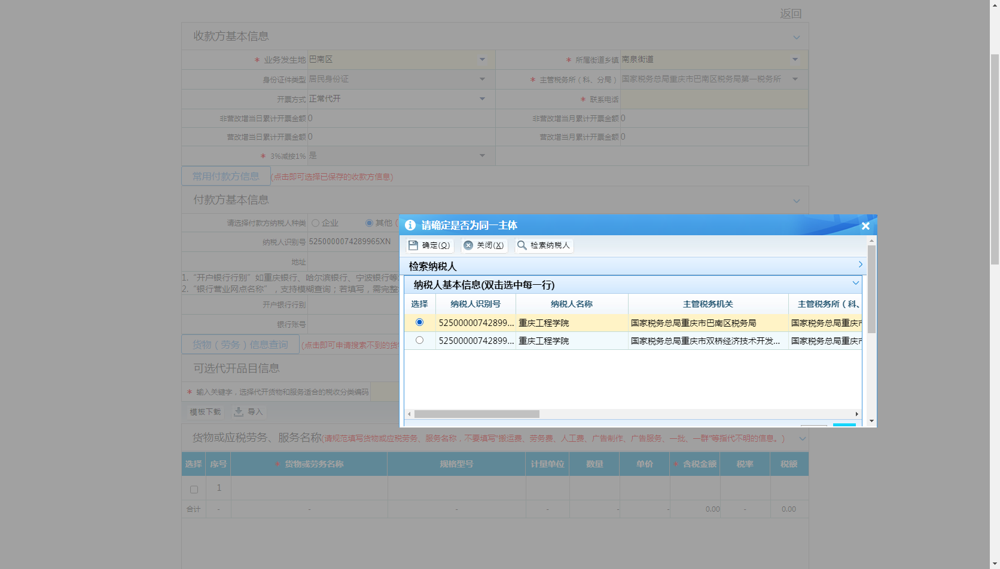 返回
收款方基本信息
* 业务发生地 巴南区 * 所属街道乡镇 南泉街道
身份证件类型 居民身份证 * 主管税务所（科、分局） 国家税务总局重庆市巴南区税务局第一税务所
开票方式 正常代开 * 联系电话
非营改增当日累计开票金额 0 非营改增当月累计开票金额 0
营改增当日累计开票金额 0 营改增当月累计开票金额 0
* 3%减按1% 是
常用付款方信息 (点击即可选择已保存的收款方信息)
付款方基本信息
请选择付款方纳税人种类 企业 其他 (
纳税人识别号 5250000074289965XN
地址
1.“开户银行行别”如重庆银行、哈尔滨银行、宁波银行等
2.“银行营业网点名称”，支持模糊查询；若填写，需完整
开户银行行别
银行账号
货物（劳务）信息查询 (点击即可申请搜索不到的货
可选代开品目信息
* 输入关键字，选择代开货物和服务适合的税收分类编码
模板下载 导入
请确定是否为同一主体
确定(Q) 关闭(X) 检索纳税人
检索纳税人
纳税人基本信息(双击选中每一行)
选择 纳税人识别号 纳税人名称 主管税务机关 主管税务所（科、
52500000742899... 重庆工程学院 国家税务总局重庆市巴南区税务局 国家税务总局重庆市
52500000742899... 重庆工程学院 国家税务总局重庆市双桥经济技术开发... 国家税务总局重庆市
货物或应税劳务、服务名称(请规范填写货物或应税劳务、服务名称，不要填写“搬运费、劳务费、人工费、广告制作、广告服务、一批、一群”等指代不明的信息。)
选择 序号 * 货物或劳务名称 规格型号 计量单位 数量 单价 * 含税金额 税率 税额
1
合计 - - - - - - 0.00 - 0.00